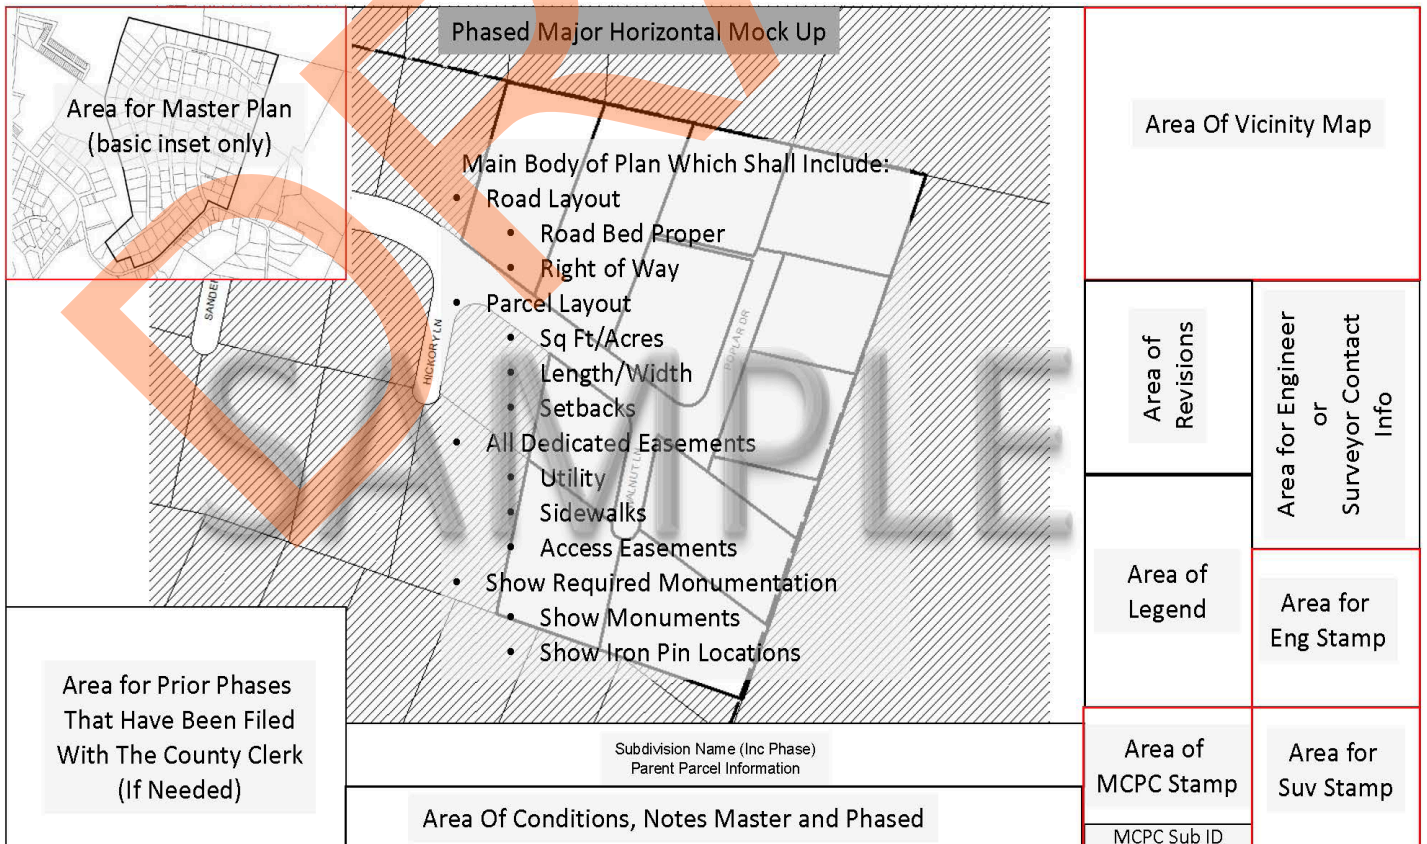 Phased Major Horizontal Mock Up
Area for Master Plan
(basic inset only)
Main Body of Plan Which Shall Include:
• Road Layout
• Road Bed Proper
• Right of Way
• Parcel Layout
• Sq Ft/Acres
• Length/Width
• Setbacks
• All Dedicated Easements
• Utility
• Sidewalks
• Access Easements
• Show Required Monumentation
• Show Monuments
• Show Iron Pin Locations
HICKORY LN
POPLAR DR
SAMPLE
Area Of Vicinity Map
Area of
Revisions
Area for Engineer
or
Surveyor Contact
Info
Area of
Legend
Area for
Eng Stamp
Area of
MCPC Stamp
Area for
Suv Stamp
MCPC Sub ID
Area for Prior Phases
That Have Been Filed
With The County Clerk
(If Needed)
Subdivision Name (Inc Phase)
Parent Parcel Information
Area Of Conditions, Notes Master and Phased